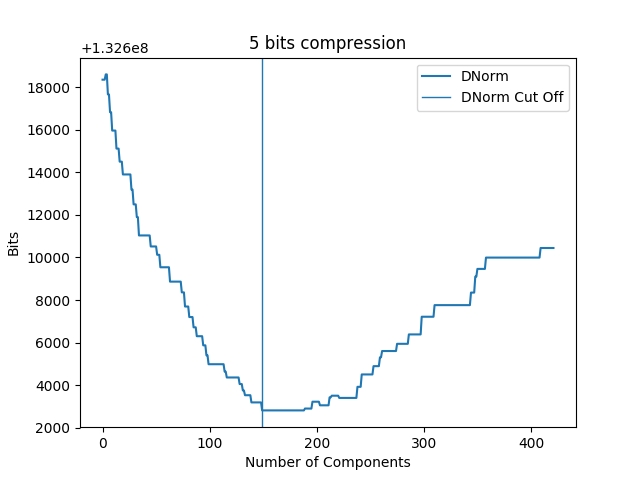 5 bits compression
+1.326e8
DNorm
DNorm Cut Off
18000
16000
14000
12000
10000
8000
6000
4000
2000
Bits
0 100 200 300 400
Number of Components